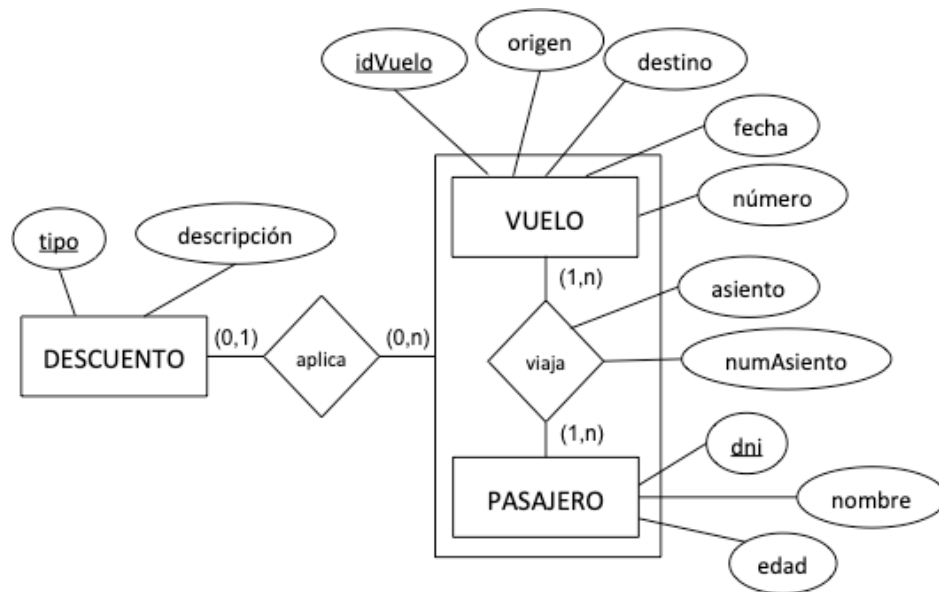 idVuelo
origen
destino
fecha
número
VUELO
tipo
descripción
(1,n)
asiento
DESCUENTO
(0,1)
aplica
(0,n)
viaja
numAsiento
(1,n)
dni
PASAJERO
nombre
edad